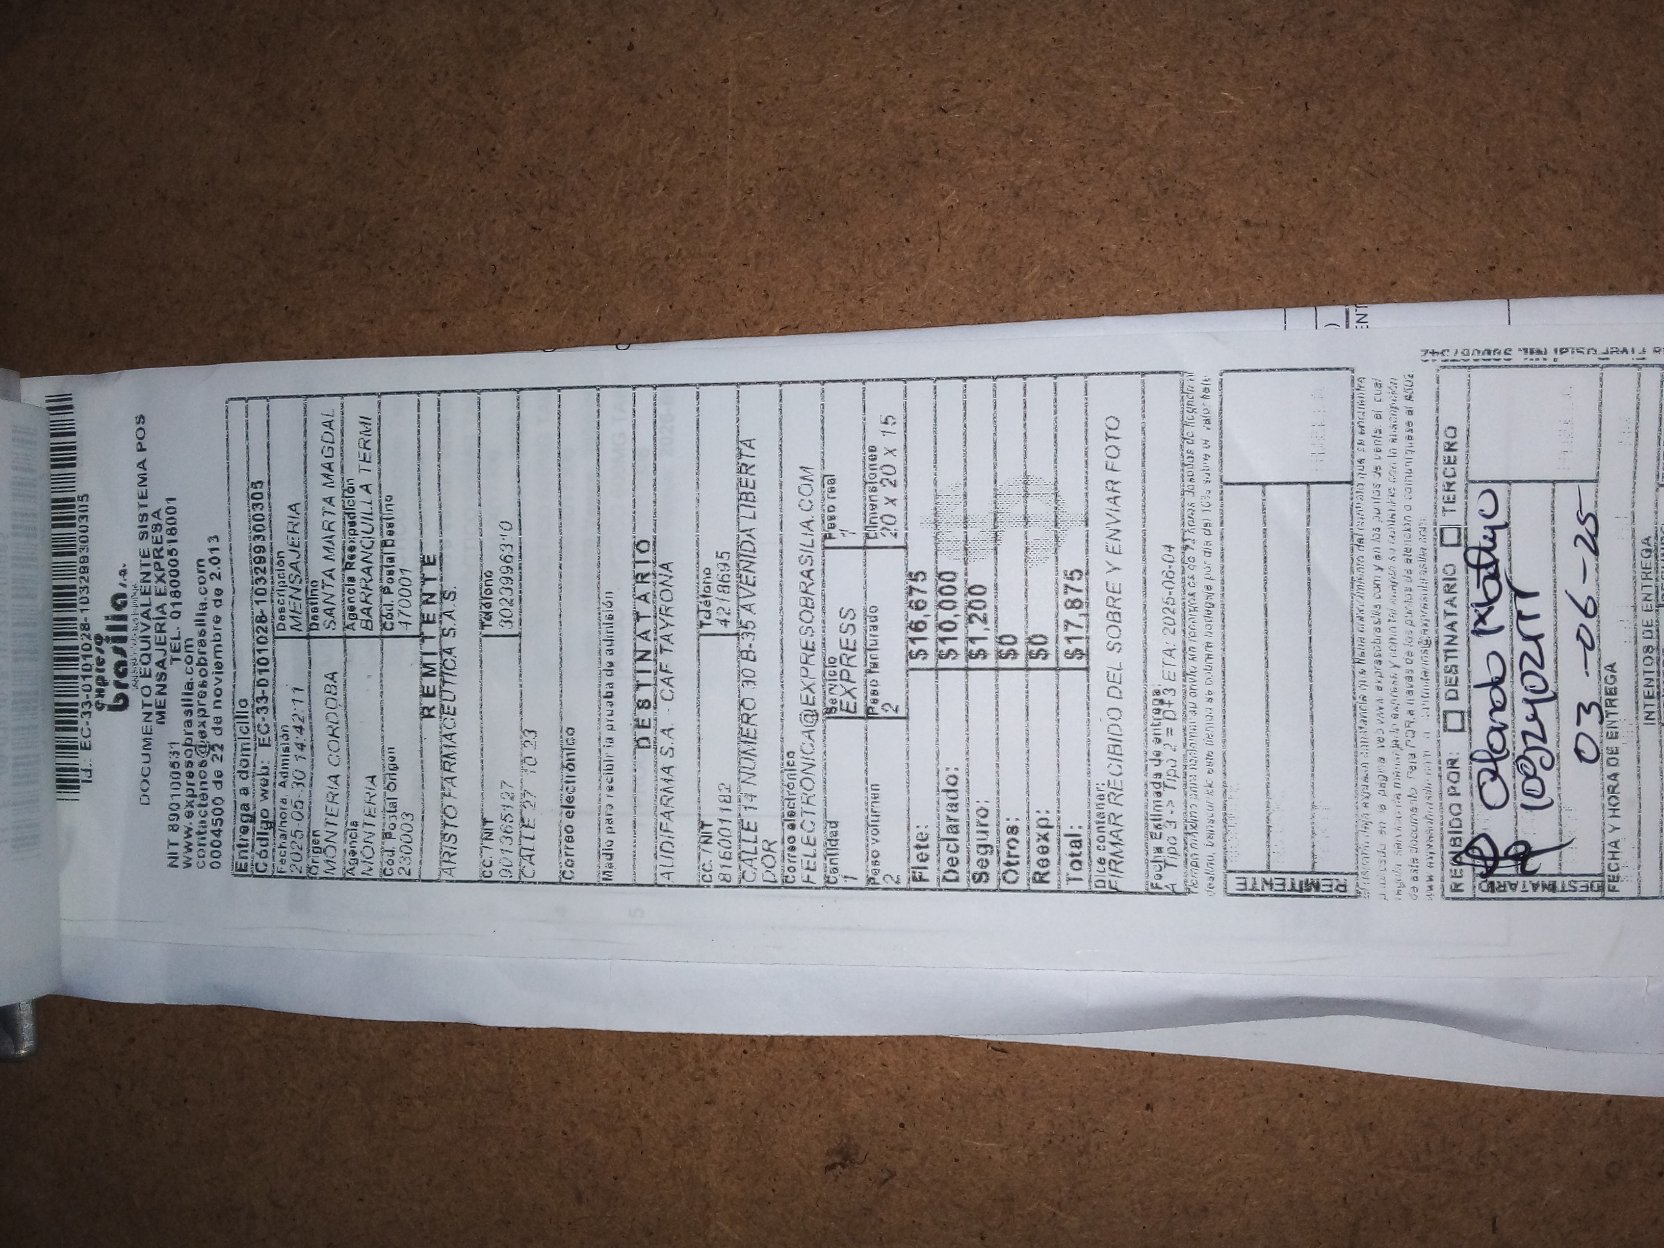 Id.: EC-33-0101028-1032993000305
expreso
brasilia s.a.
DOCUMENTO EQUIVALENTE SISTEMA POS
MENSAJERIA EXPRESA
NIT 890100531 TEL. 018000518001
www.expresobrasilia.com
contactenos@expresobrasilia.com
0004500 de 22 de noviembre de 2.013
Entrega a domicilio
Código web: EC-33-0101028-1032993000305
Fecha/hora Admisión Descripción
2025-05-30 14:42:11 MENSAJERIA
Origen Destino
MONTERIA CORDOBA SANTA MARTA MAGDAL
Agencia Agencia Reexpedición
MONTERIA BARRANQUILLA TERMI
Cód. Postal Origen Cód. Postal Destino
230003 470001
REMITENTE
ARISTO FARMACEUTICA S.A.S.
CC. / NIT Teléfono
901365127 3023996310
CALLE 27 10 23
Correo electrónico
Medio para recibir la prueba de admisión
DESTINATARIO
AUDIFARMA S.A. - CAF TAYRONA
CC. / NIT Teléfono
816001182 4218695
CALLE 14 NUMERO 30 B-35 AVENIDA LIBERTA
DOR
Correo electrónico
FELECTRONICA@EXPRESOBRASILIA.COM
Cantidad Servicio Peso real
1 EXPRESS 1
Peso volumen Peso facturado Dimensiones
2 2 20 x 20 x 15
Flete: $16,675
Declarado: $10,000
Seguro: $1,200
Otros: $0
Reexp: $0
Total: $17,875
Dice contener:
FIRMAR RECIBIDO DEL SOBRE Y ENVIAR FOTO
Fecha Estimada de entrega:
A Tipo 3 -> Tipo 2 = D+3 ETA: 2025-06-04
REMITENTE
RECIBIDO POR: DESTINATARIO TERCERO
DESTINATARIO
03-06-25
FECHA Y HORA DE ENTREGA
INTENTOS DE ENTREGA